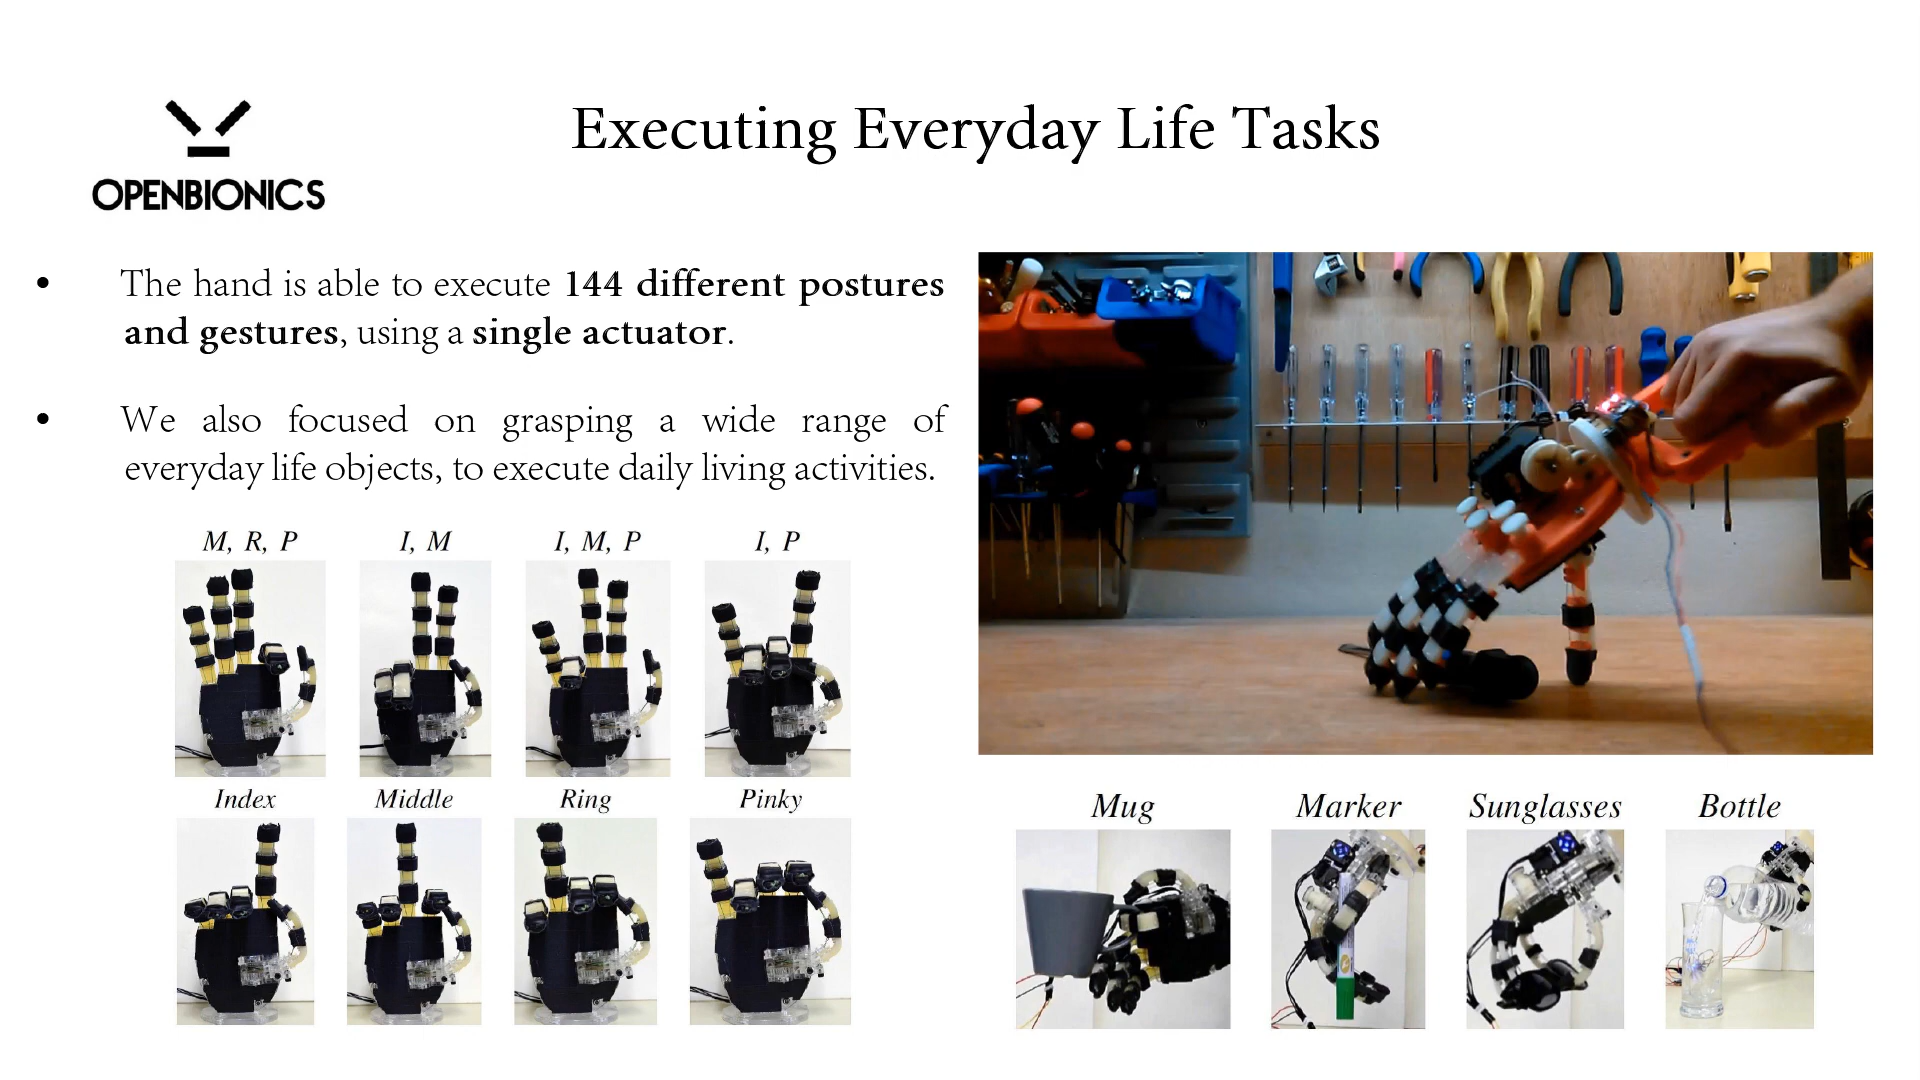 OPENBIONICS
Executing Everyday Life Tasks
• The hand is able to execute 144 different postures
and gestures, using a single actuator.
• We also focused on grasping a wide range of
everyday life objects, to execute daily living activities.
M, R, P I, M I, M, P I, P
Index Middle Ring Pinky
Mug Marker Sunglasses Bottle